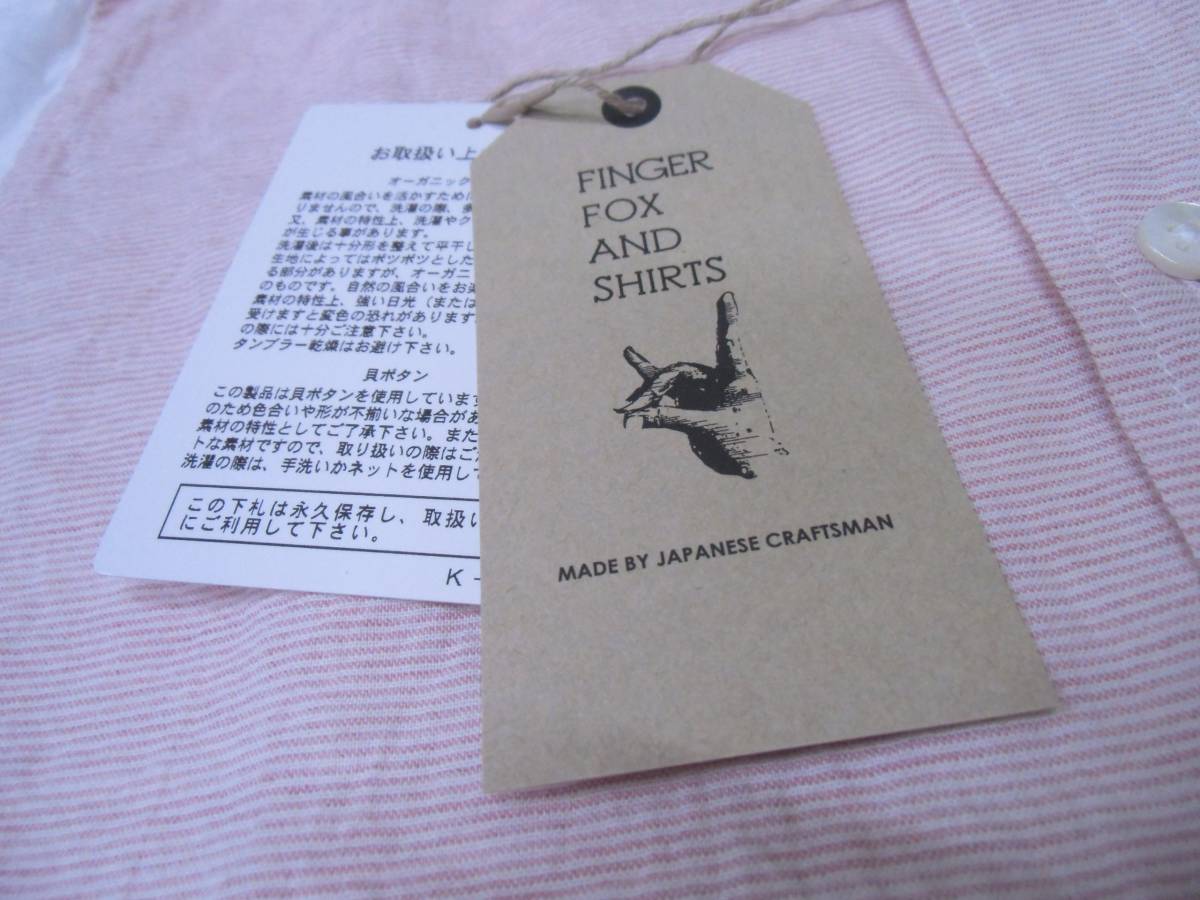 お取扱い上
オーガニック
素材の風合いを活かすために
りませんので、洗濯の際、多
又、素材の特性上、洗濯やク
が生じる事があります。
洗濯後は十分形を整えて平干し
生地によってはポツポツとした
る部分がありますが、オーガニ
のものです。自然の風合いをお楽
素材の特性上、強い日光（または
受けますと変色の恐れがあります
の際には十分ご注意下さい。
タンブラー乾燥はお避け下さい。
貝ボタン
この製品は貝ボタンを使用しています
のため色合いや形が不揃いな場合があ
素材の特性としてご了承下さい。また
トな素材ですので、取り扱いの際はご
洗濯の際は、手洗いかネットを使用して
この下札は永久保存し、取扱い
にご利用して下さい。
K -
FINGER
FOX
AND
SHIRTS
MADE BY JAPANESE CRAFTSMAN